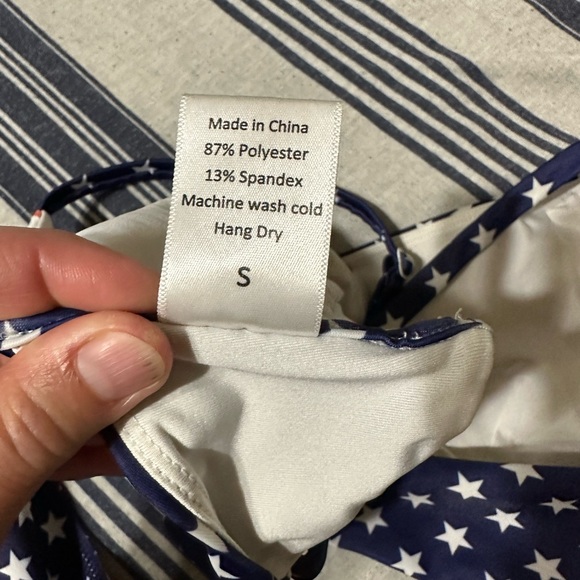 Made in China
87% Polyester
13% Spandex
Machine wash cold
Hang Dry
S